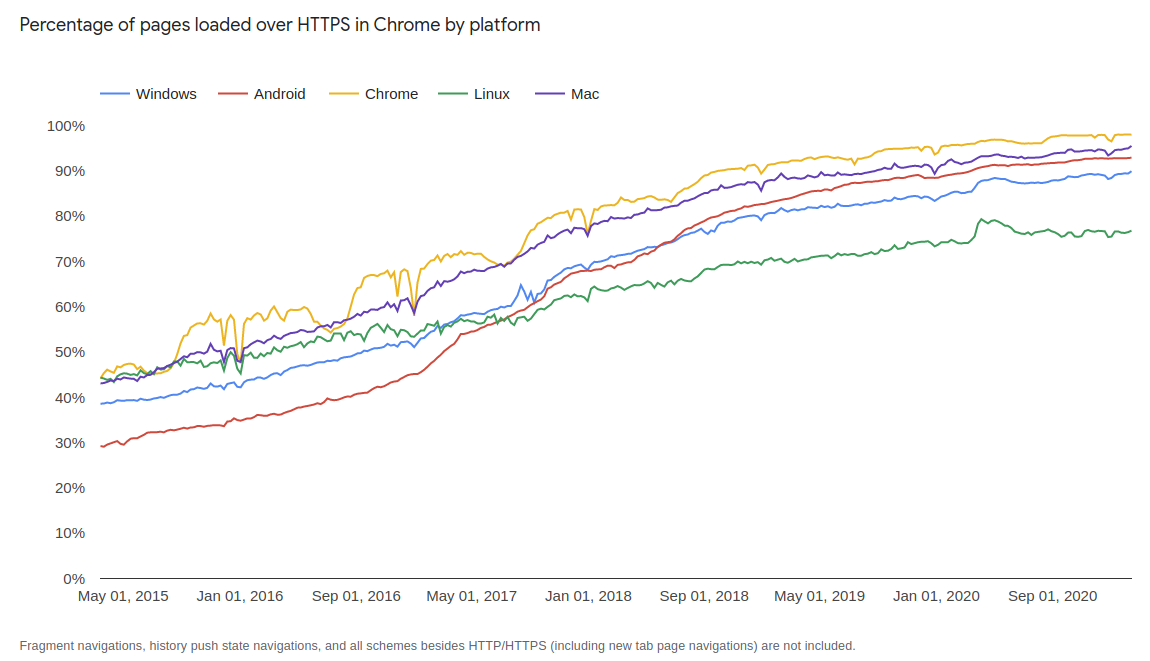 Percentage of pages loaded over HTTPS in Chrome by platform
Windows Android Chrome Linux Mac
100%
90%
80%
70%
60%
50%
40%
30%
20%
10%
0%
May 01, 2015 Jan 01, 2016 Sep 01, 2016 May 01, 2017 Jan 01, 2018 Sep 01, 2018 May 01, 2019 Jan 01, 2020 Sep 01, 2020
Fragment navigations, history push state navigations, and all schemes besides HTTP/HTTPS (including new tab page navigations) are not included.